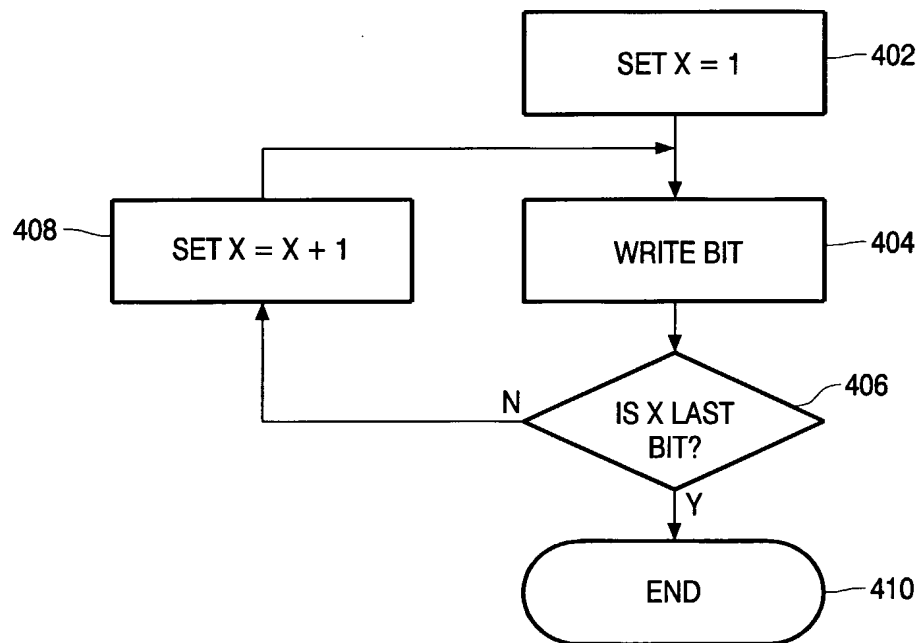 SET X = 1
402
408
SET X = X + 1
WRITE BIT
404
N
IS X LAST
BIT?
406
Y
END
410